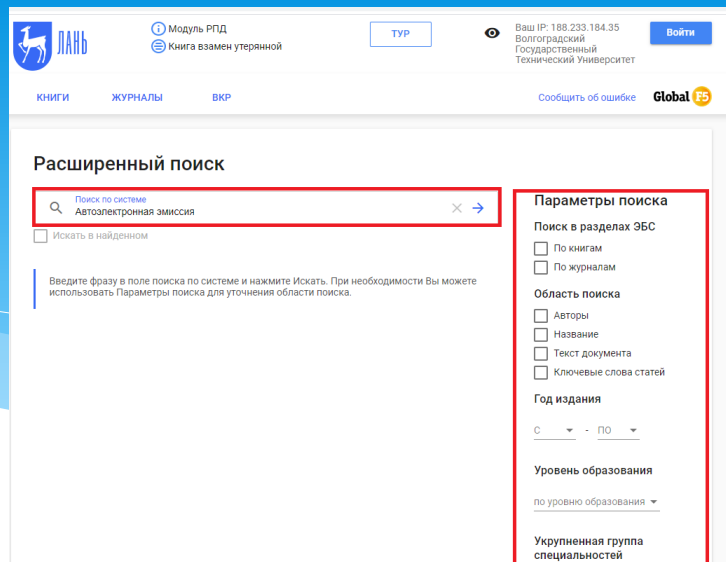 ЛАНЬ
Модуль РПД
Книга взамен утерянной
ТУР
Ваш IP: 188.233.184.35
Волгоградский
Государственный
Технический Университет
Войти
КНИГИ ЖУРНАЛЫ ВКР
Сообщить об ошибке
Global F5
Расширенный поиск
Поиск по системе
Автоэлектронная эмиссия
Искать в найденном
Введите фразу в поле поиска по системе и нажмите Искать. При необходимости Вы можете
использовать Параметры поиска для уточнения области поиска.
Параметры поиска
Поиск в разделах ЭБС
По книгам
По журналам
Область поиска
Авторы
Название
Текст документа
Ключевые слова статей
Год издания
С - ПО
Уровень образования
по уровню образования
Укрупненная группа
специальностей